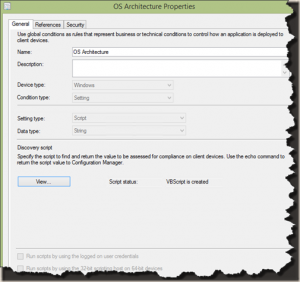 OS Architecture Properties
General References Security
Use global conditions as rules that represent business or technical conditions to control how an application is deployed to
client devices.
Name: OS Architecture
Description:
Device type: Windows
Condition type: Setting
Setting type: Script
Data type: String
Discovery script
Specify the script to find and return the value to be assessed for compliance on client devices. Use the echo command to
return the script value to Configuration Manager.
View... Script status: VBScript is created
Run scripts by using the logged on user credentials
Run scripts by using the 32-bit scripting host on 64-bit devices